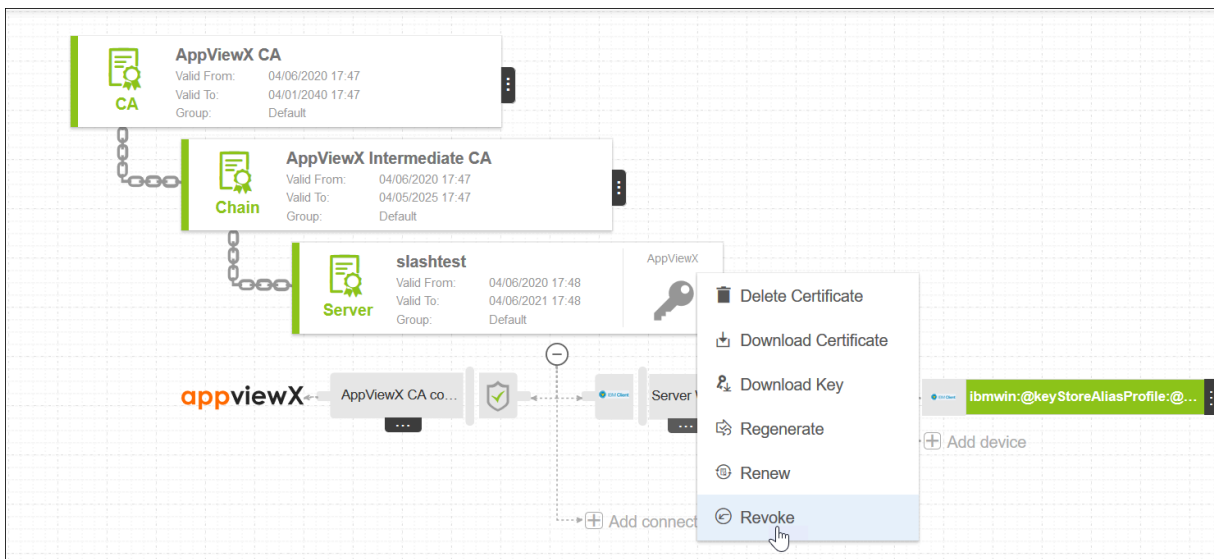 AppViewX CA
Valid From: 04/06/2020 17:47
Valid To: 04/01/2040 17:47
Group: Default
CA
AppViewX Intermediate CA
Valid From: 04/06/2020 17:47
Valid To: 04/05/2025 17:47
Group: Default
Chain
slashtest
Valid From: 04/06/2020 17:48
Valid To: 04/06/2021 17:48
Group: Default
Server
AppViewX
Delete Certificate
Download Certificate
Download Key
Regenerate
Renew
Revoke
appviewX
AppViewX CA co...
Server
ibmwin:@keyStoreAliasProfile:@...
Add device
Add connect